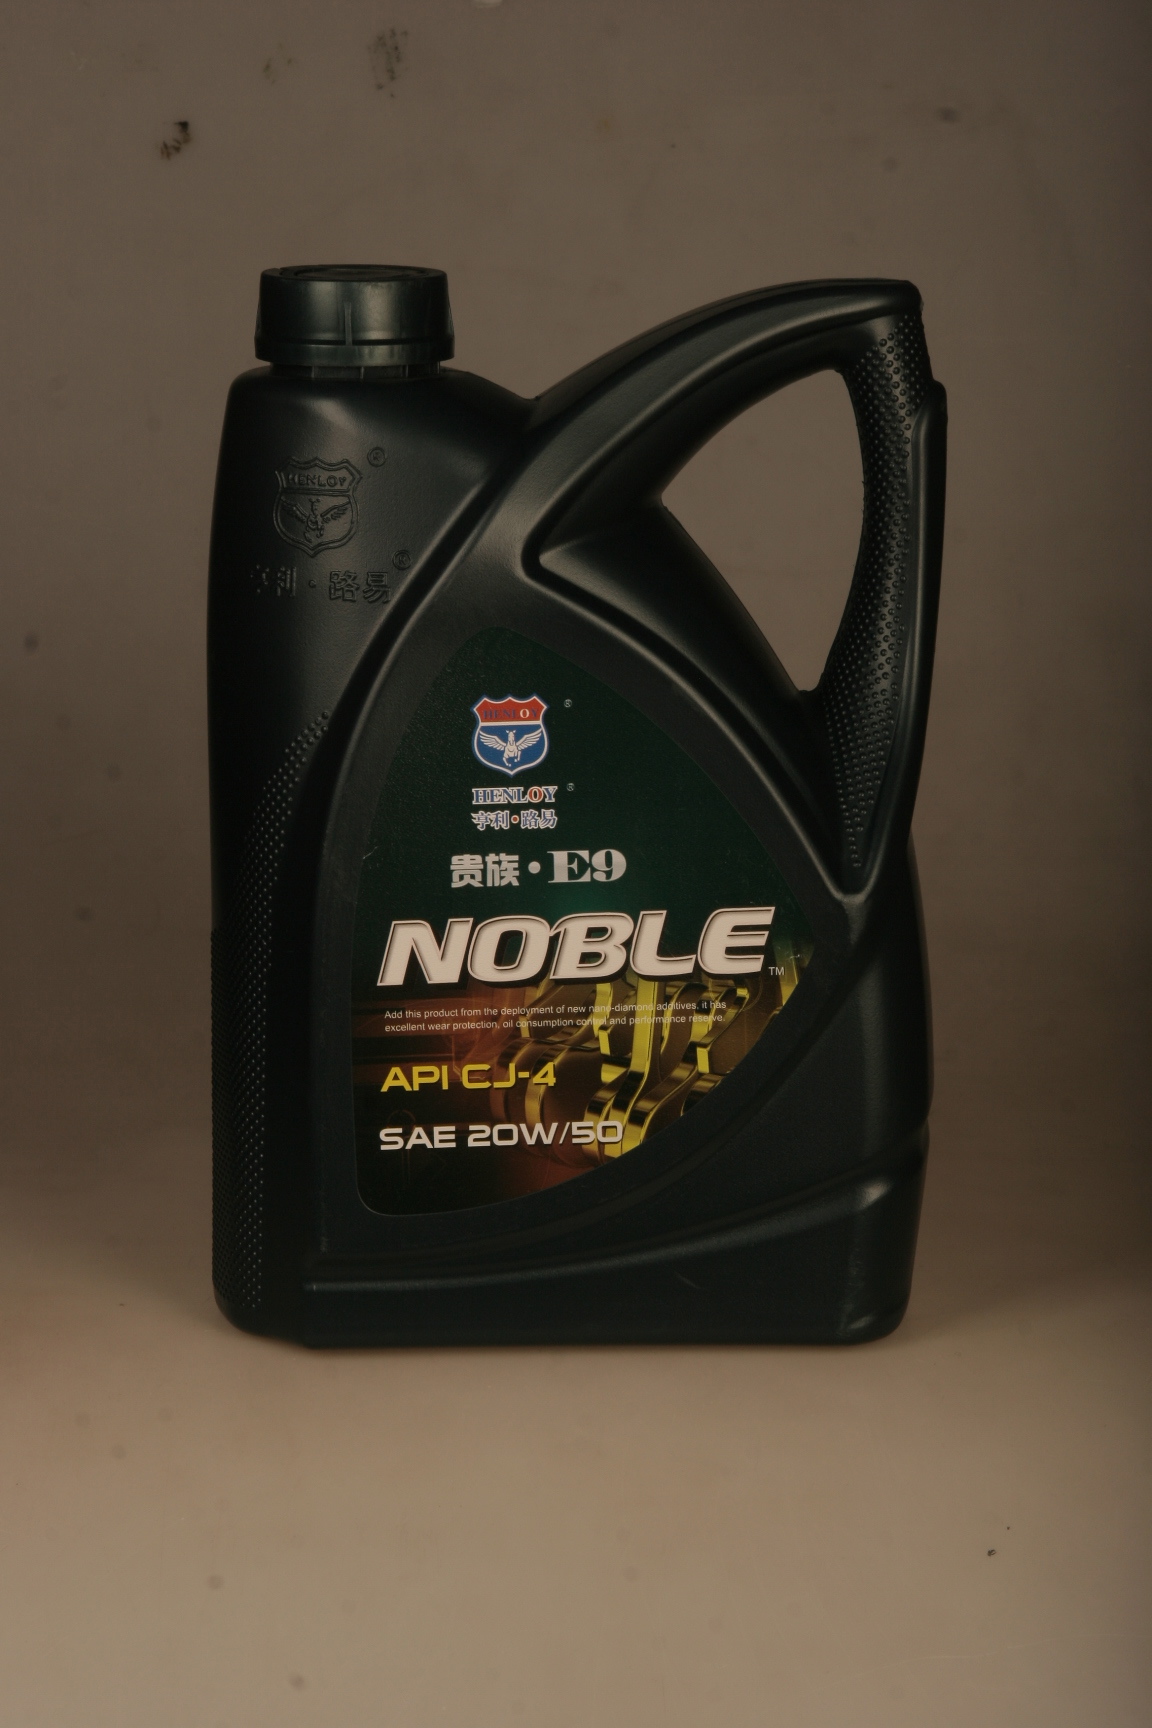 HENLOY
®
亨利·路易®
HENLOY
®
HENLOY®
亨利·路易
贵族·E9
NOBLE™
Add this product from the deployment of new nano-diamond additives, it has
excellent wear protection, oil consumption control and performance reserve.
API CJ-4
SAE 20W/50